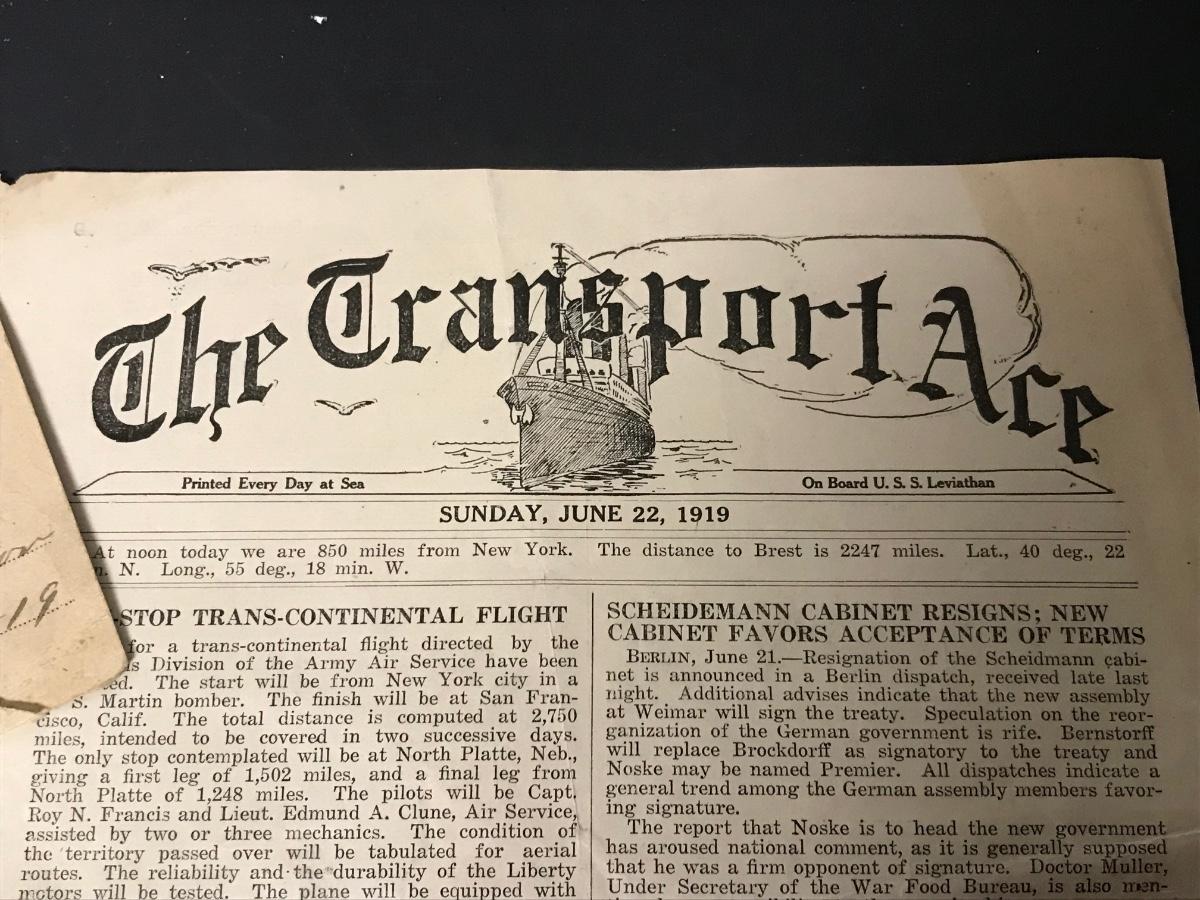 The Transport Ace
Printed Every Day at Sea
On Board U. S. S. Leviathan
SUNDAY, JUNE 22, 1919
At noon today we are 850 miles from New York. The distance to Brest is 2247 miles. Lat., 40 deg., 22
N. Long., 55 deg., 18 min. W.
-STOP TRANS-CONTINENTAL FLIGHT
for a trans-continental flight directed by the
Division of the Army Air Service have been
The start will be from New York city in a
S. Martin bomber. The finish will be at San Fran-
cisco, Calif. The total distance is computed at 2,750
miles, intended to be covered in two successive days.
The only stop contemplated will be at North Platte, Neb.,
giving a first leg of 1,502 miles, and a final leg from
North Platte of 1,248 miles. The pilots will be Capt.
Roy N. Francis and Lieut. Edmund A. Clune, Air Service,
assisted by two or three mechanics. The condition of
the territory passed over will be tabulated for aerial
routes. The reliability and the durability of the Liberty
motors will be tested. The plane will be equipped with
SCHEIDEMANN CABINET RESIGNS; NEW
CABINET FAVORS ACCEPTANCE OF TERMS
BERLIN, June 21.—Resignation of the Scheidmann cabi-
net is announced in a Berlin dispatch, received late last
night. Additional advises indicate that the new assembly
at Weimar will sign the treaty. Speculation on the reor-
ganization of the German government is rife. Bernstorff
will replace Brockdorff as signatory to the treaty and
Noske may be named Premier. All dispatches indicate a
general trend among the German assembly members favor-
ing signature.
The report that Noske is to head the new government
has aroused national comment, as it is generally supposed
that he was a firm opponent of signature. Doctor Muller,
Under Secretary of the War Food Bureau, is also men-
19